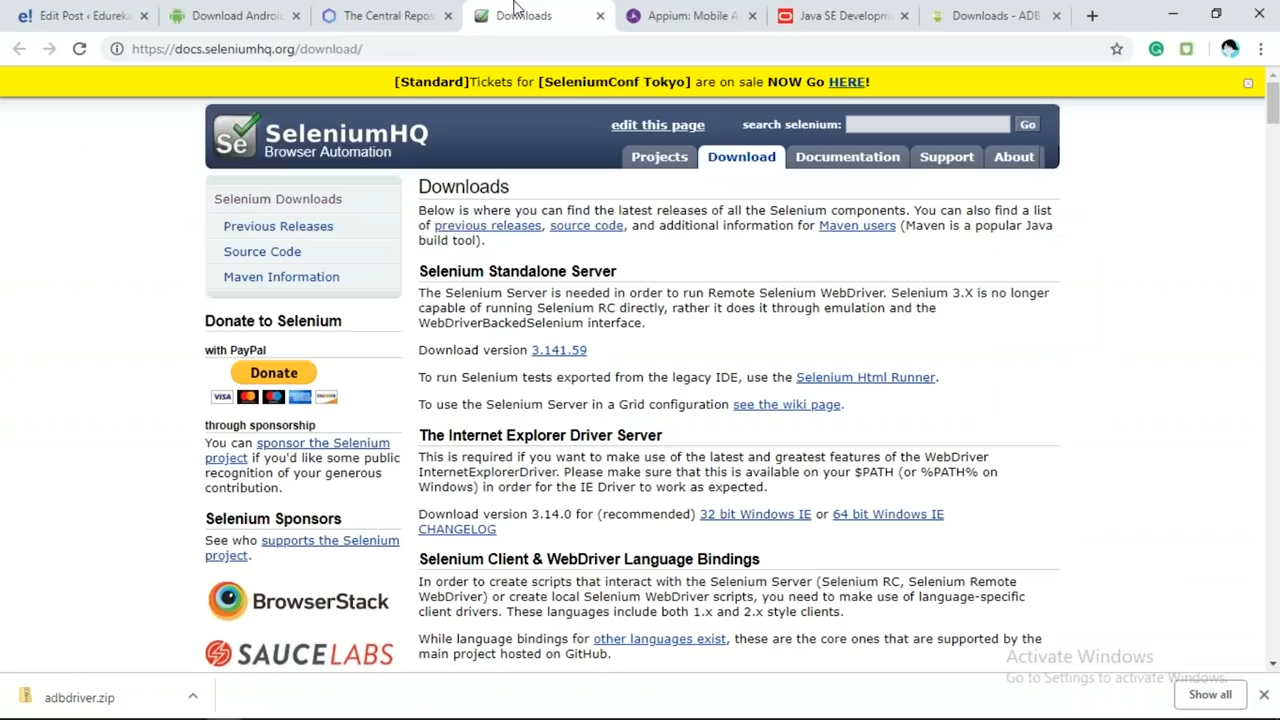 Edit Post ‹ Edurek
Download Androi
The Central Repos
Downloads
Appium: Mobile A
Java SE Developm
Downloads - ADB
https://docs.seleniumhq.org/download/
[Standard]Tickets for [SeleniumConf Tokyo] are on sale NOW Go HERE!
Se
SeleniumHQ
Browser Automation
edit this page
search selenium:
Go
Projects
Download
Documentation
Support
About
Selenium Downloads
Previous Releases
Source Code
Maven Information
Donate to Selenium
with PayPal
Donate
VISA
through sponsorship
You can sponsor the Selenium
project if you'd like some public
recognition of your generous
contribution.
Selenium Sponsors
See who supports the Selenium
project.
BrowserStack
SAUCELABS
Downloads
Below is where you can find the latest releases of all the Selenium components. You can also find a list
of previous releases, source code, and additional information for Maven users (Maven is a popular Java
build tool).
Selenium Standalone Server
The Selenium Server is needed in order to run Remote Selenium WebDriver. Selenium 3.X is no longer
capable of running Selenium RC directly, rather it does it through emulation and the
WebDriverBackedSelenium interface.
Download version 3.141.59
To run Selenium tests exported from the legacy IDE, use the Selenium Html Runner.
To use the Selenium Server in a Grid configuration see the wiki page.
The Internet Explorer Driver Server
This is required if you want to make use of the latest and greatest features of the WebDriver
InternetExplorerDriver. Please make sure that this is available on your $PATH (or %PATH% on
Windows) in order for the IE Driver to work as expected.
Download version 3.14.0 for (recommended) 32 bit Windows IE or 64 bit Windows IE
CHANGELOG
Selenium Client & WebDriver Language Bindings
In order to create scripts that interact with the Selenium Server (Selenium RC, Selenium Remote
WebDriver) or create local Selenium WebDriver scripts, you need to make use of language-specific
client drivers. These languages include both 1.x and 2.x style clients.
While language bindings for other languages exist, these are the core ones that are supported by the
main project hosted on GitHub.
Activate Windows
Go to Settings to activate Windows.
adbdriver.zip
Show all